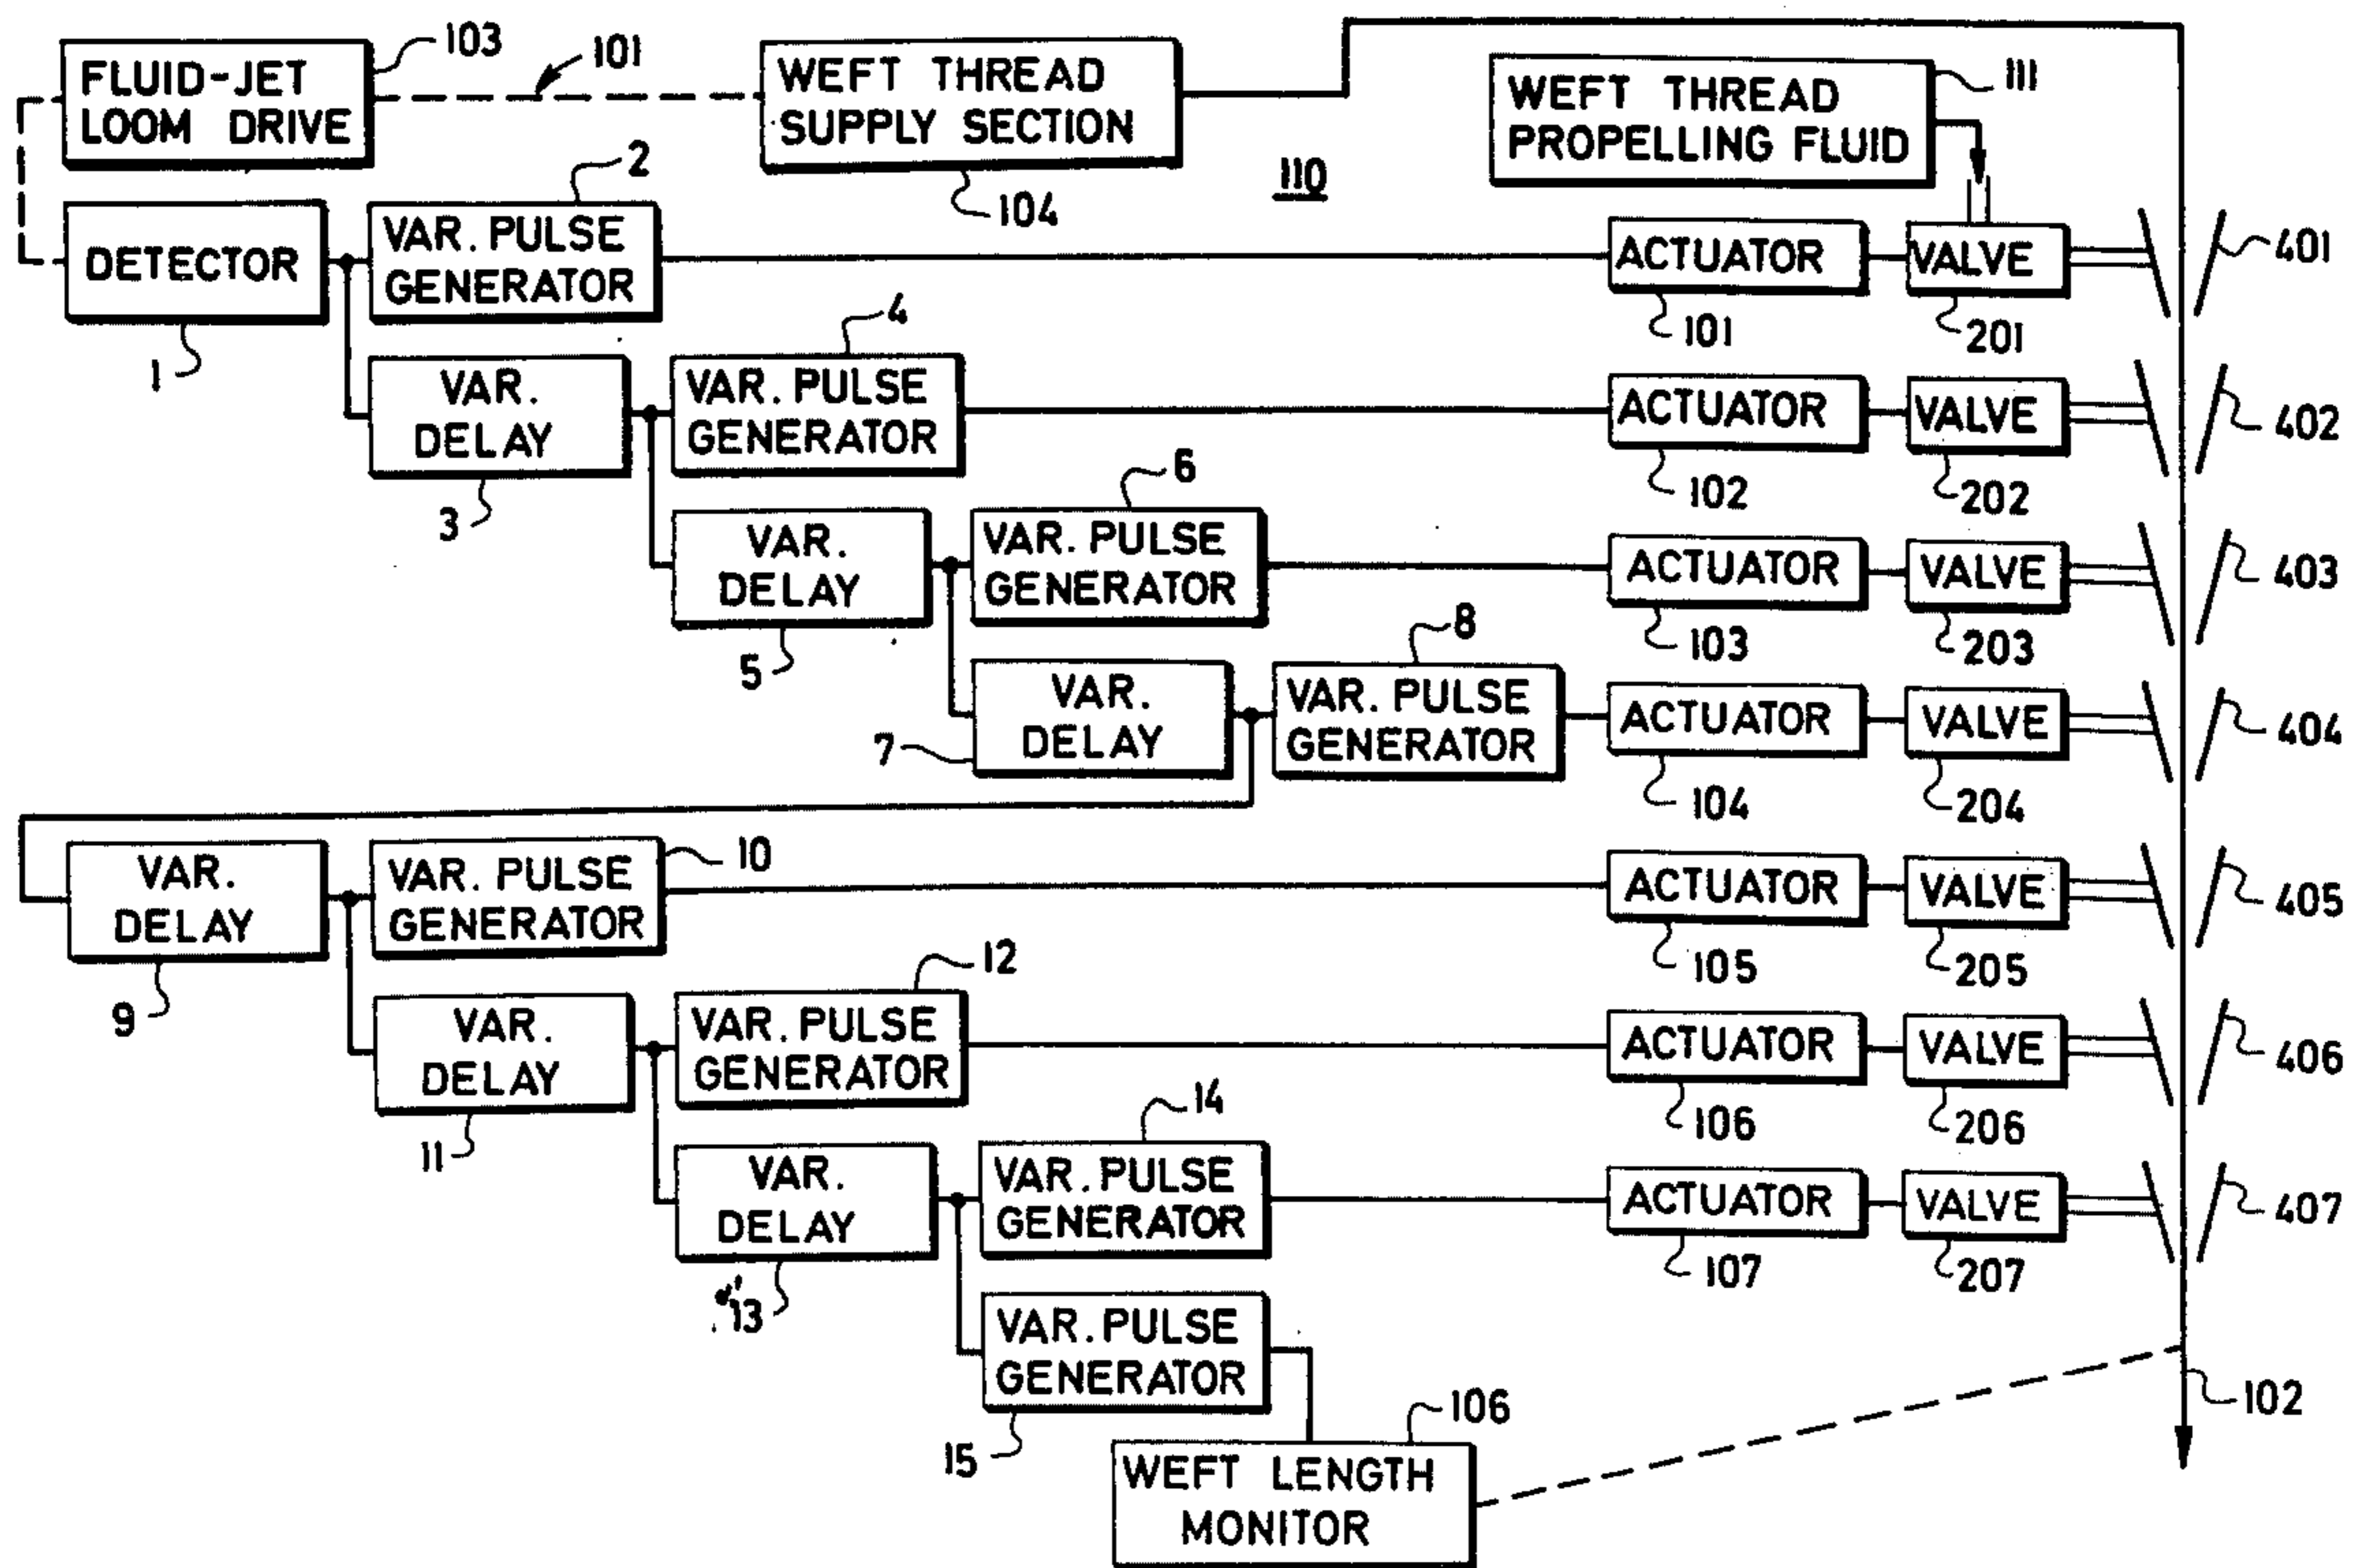 103
101
FLUID-JET
LOOM DRIVE
WEFT THREAD
SUPPLY SECTION
104
110
WEFT THREAD
PROPELLING FLUID
111
DETECTOR
1
2
VAR. PULSE
GENERATOR
ACTUATOR
101
VALVE
201
401
VAR.
DELAY
3
4
VAR. PULSE
GENERATOR
ACTUATOR
102
VALVE
202
402
VAR.
DELAY
5
6
VAR. PULSE
GENERATOR
ACTUATOR
103
VALVE
203
403
VAR.
DELAY
7
8
VAR. PULSE
GENERATOR
ACTUATOR
104
VALVE
204
404
VAR.
DELAY
9
10
VAR. PULSE
GENERATOR
ACTUATOR
105
VALVE
205
405
VAR.
DELAY
11
12
VAR. PULSE
GENERATOR
ACTUATOR
106
VALVE
206
406
VAR.
DELAY
13
14
VAR. PULSE
GENERATOR
ACTUATOR
107
VALVE
207
407
VAR. PULSE
GENERATOR
15
102
106
WEFT LENGTH
MONITOR